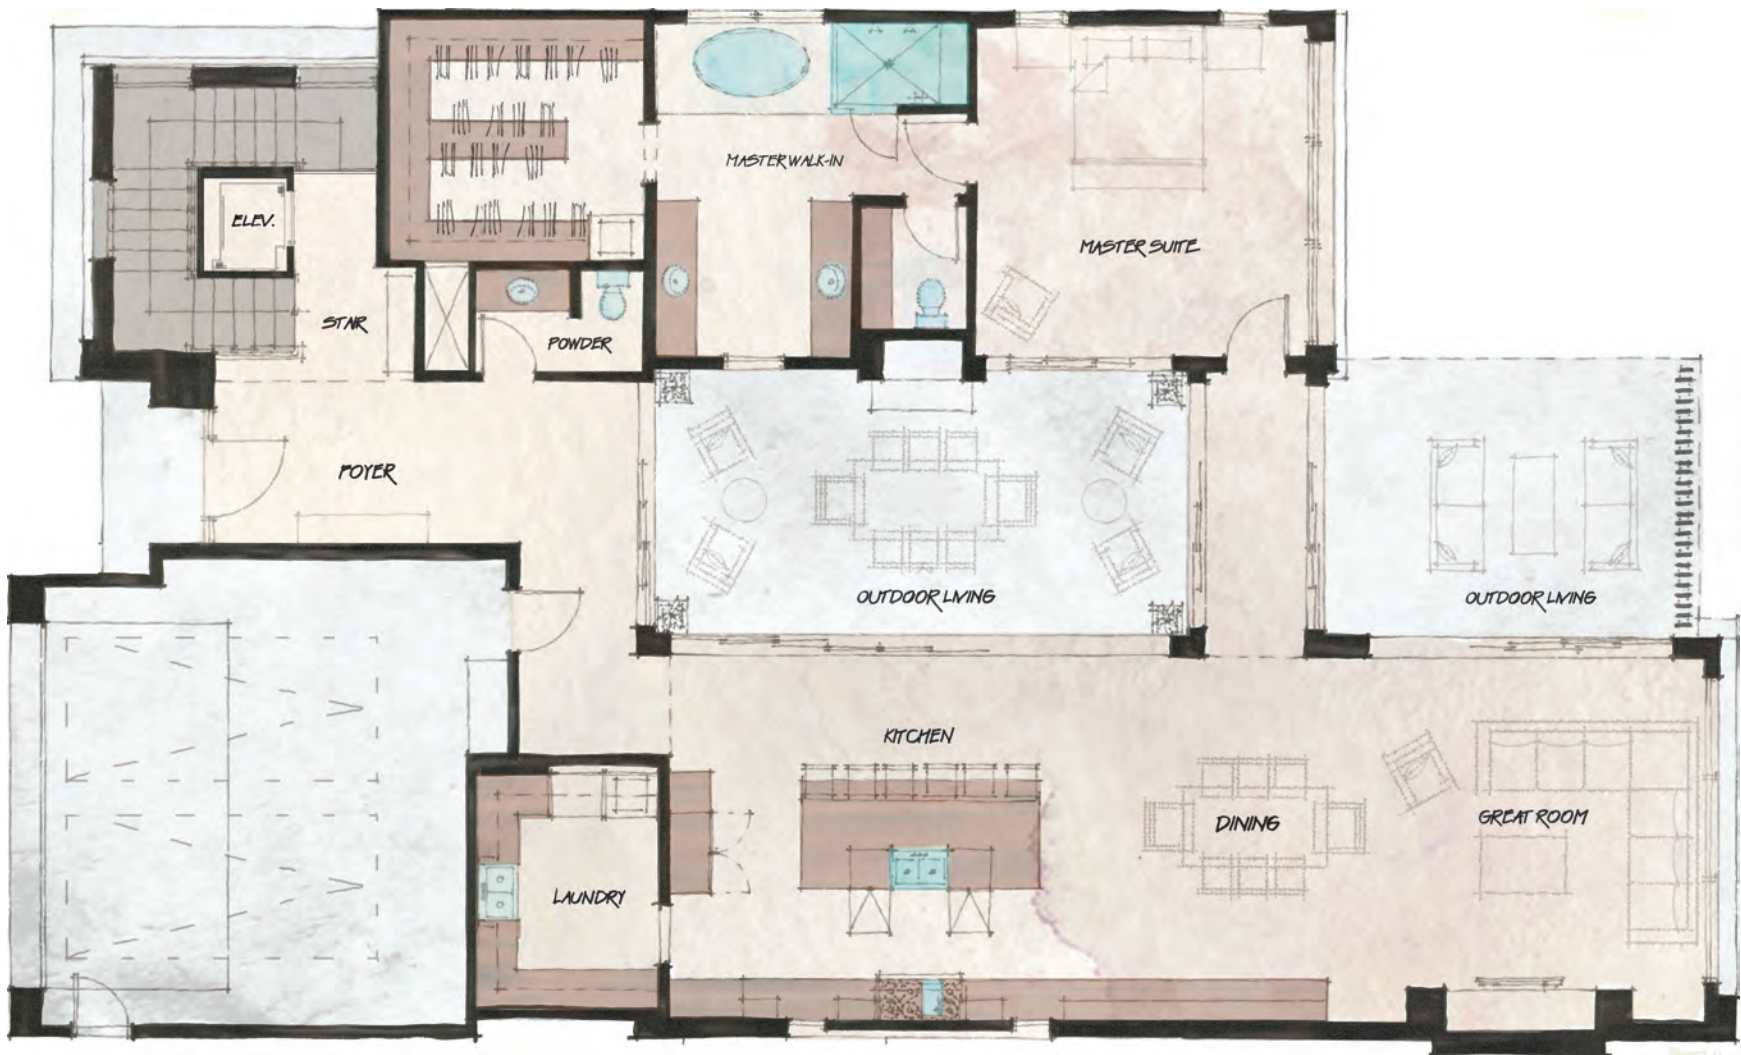 MASTER WALK-IN
ELEV.
MASTER SUITE
STAIR
POWDER
FOYER
OUTDOOR LIVING
OUTDOOR LIVING
KITCHEN
DINING
GREAT ROOM
LAUNDRY